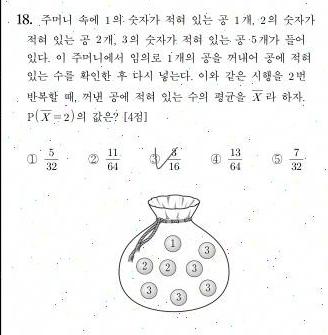 18. 주머니 속에 1의 숫자가 적혀 있는 공 1개, 2의 숫자가
적혀 있는 공 2개, 3의 숫자가 적혀 있는 공 5개가 들어
있다. 이 주머니에서 임의로 1개의 공을 꺼내어 공에 적혀
있는 수를 확인한 후 다시 넣는다. 이와 같은 시행을 2번
반복할 때, 꺼낸 공에 적혀 있는 수의 평균을 X̄ 라 하자.
P(X̄=2)의 값은? [4점]
① 5/32 ② 11/64 ③ 3/16 ④ 13/64 ⑤ 7/32
1
3
2 2 3
3 3
3